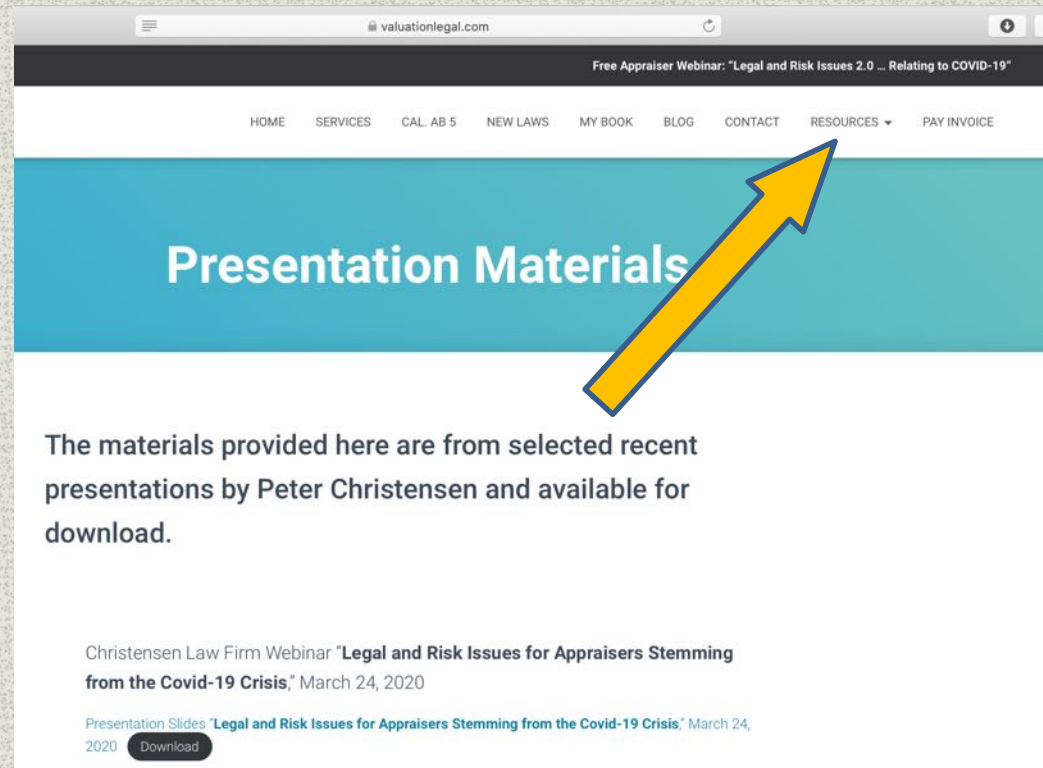 valuationlegal.com
Free Appraiser Webinar: "Legal and Risk Issues 2.0 ... Relating to COVID-19"
HOME SERVICES CAL. AB 5 NEW LAWS MY BOOK BLOG CONTACT RESOURCES PAY INVOICE
Presentation Materials
The materials provided here are from selected recent
presentations by Peter Christensen and available for
download.
Christensen Law Firm Webinar "Legal and Risk Issues for Appraisers Stemming
from the Covid-19 Crisis," March 24, 2020
Presentation Slides "Legal and Risk Issues for Appraisers Stemming from the Covid-19 Crisis," March 24,
2020 Download